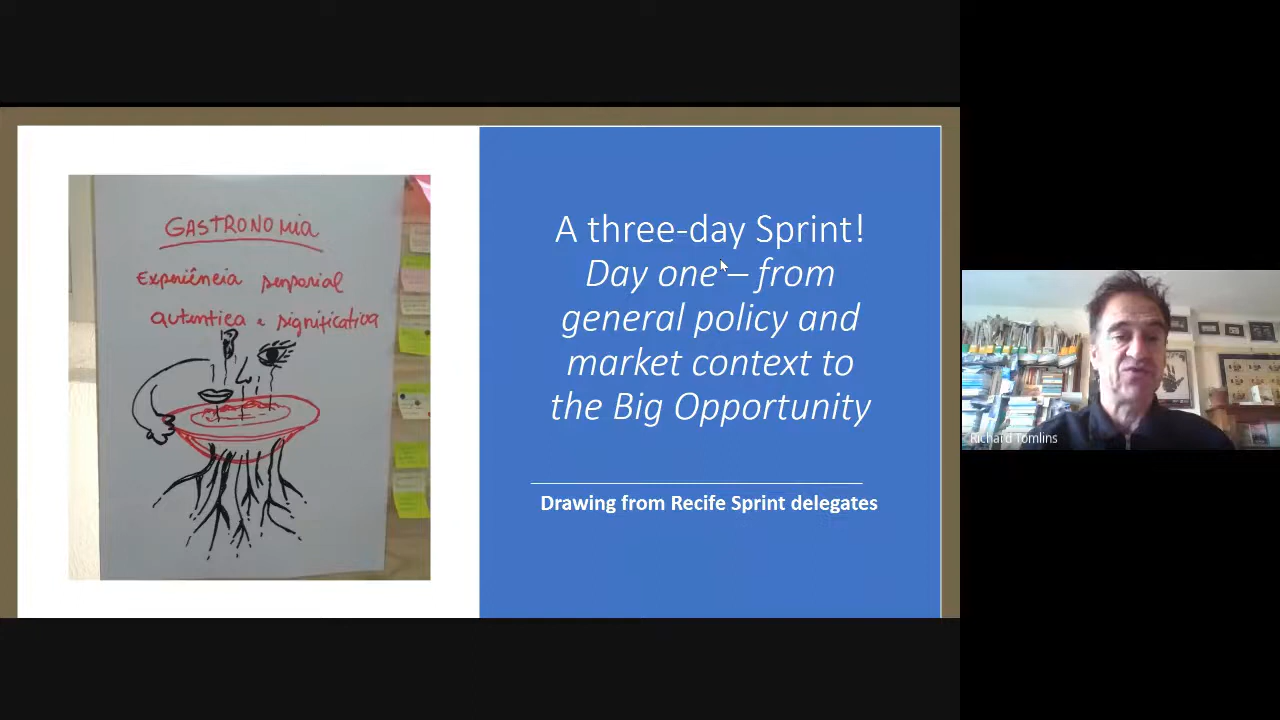 GASTRONOMIA
Experiência sensorial
autentica e significativa
A three-day Sprint!
Day one – from
general policy and
market context to
the Big Opportunity
Drawing from Recife Sprint delegates
Richard Tomlins